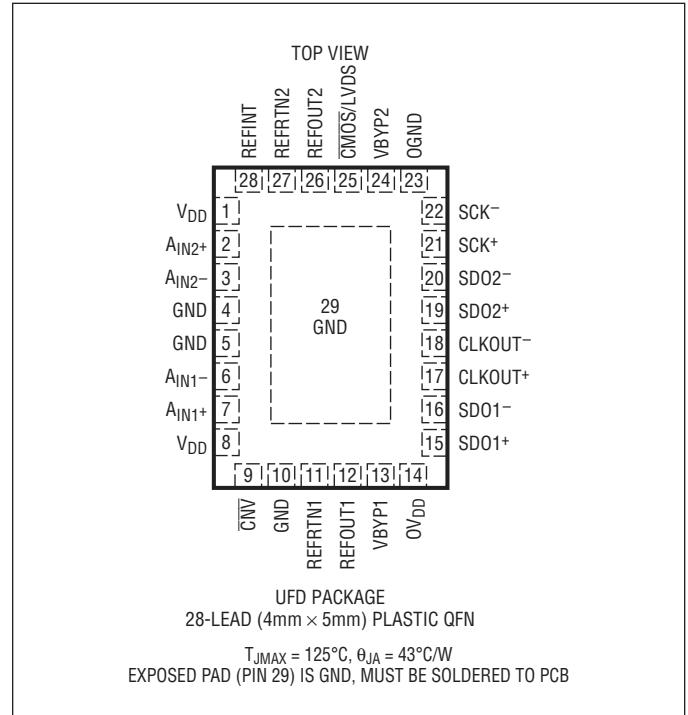 TOP VIEW
REFINT
REFRTN2
REFOUT2
CMOS/LVDS
VBYP2
OGND
28 27 26 25 24 23
VDD 1
AIN2+ 2
AIN2– 3
GND 4
GND 5
AIN1– 6
AIN1+ 7
VDD 8
29
GND
22 SCK–
21 SCK+
20 SDO2–
19 SDO2+
18 CLKOUT–
17 CLKOUT+
16 SDO1–
15 SDO1+
9 10 11 12 13 14
CNV
GND
REFRTN1
REFOUT1
VBYP1
OVDD
UFD PACKAGE
28-LEAD (4mm × 5mm) PLASTIC QFN
TJMAX = 125°C, θJA = 43°C/W
EXPOSED PAD (PIN 29) IS GND, MUST BE SOLDERED TO PCB